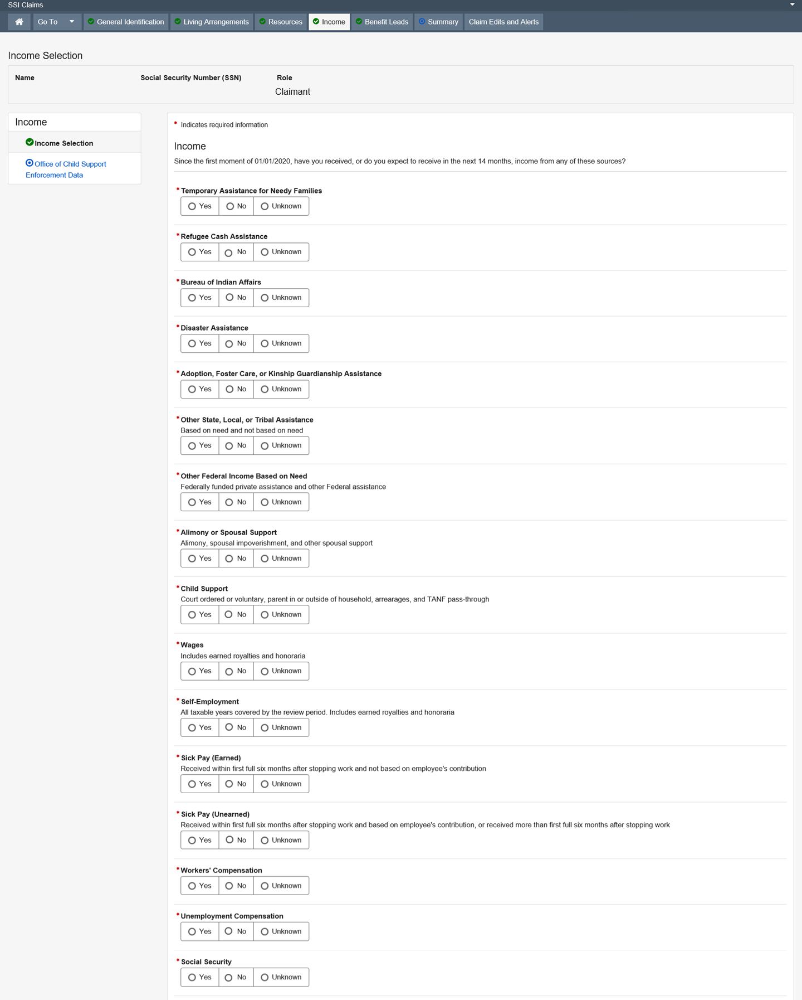 SSI Claims
Go To General Identification Living Arrangements Resources Income Benefit Leads Summary Claim Edits and Alerts
Income Selection
Name Social Security Number (SSN) Role
Claimant
Income
Income Selection
Office of Child Support
Enforcement Data
* Indicates required information
Income
Since the first moment of 01/01/2020, have you received, or do you expect to receive in the next 14 months, income from any of these sources?
* Temporary Assistance for Needy Families
Yes No Unknown
* Refugee Cash Assistance
Yes No Unknown
* Bureau of Indian Affairs
Yes No Unknown
* Disaster Assistance
Yes No Unknown
* Adoption, Foster Care, or Kinship Guardianship Assistance
Yes No Unknown
* Other State, Local, or Tribal Assistance
Based on need and not based on need
Yes No Unknown
* Other Federal Income Based on Need
Federally funded private assistance and other Federal assistance
Yes No Unknown
* Alimony or Spousal Support
Alimony, spousal impoverishment, and other spousal support
Yes No Unknown
* Child Support
Court ordered or voluntary, parent in or outside of household, arrearages, and TANF pass-through
Yes No Unknown
* Wages
Includes earned royalties and honoraria
Yes No Unknown
* Self-Employment
All taxable years covered by the review period. Includes earned royalties and honoraria
Yes No Unknown
* Sick Pay (Earned)
Received within first full six months after stopping work and not based on employee's contribution
Yes No Unknown
* Sick Pay (Unearned)
Received within first full six months after stopping work and based on employee's contribution, or received more than first full six months after stopping work
Yes No Unknown
* Workers' Compensation
Yes No Unknown
* Unemployment Compensation
Yes No Unknown
* Social Security
Yes No Unknown